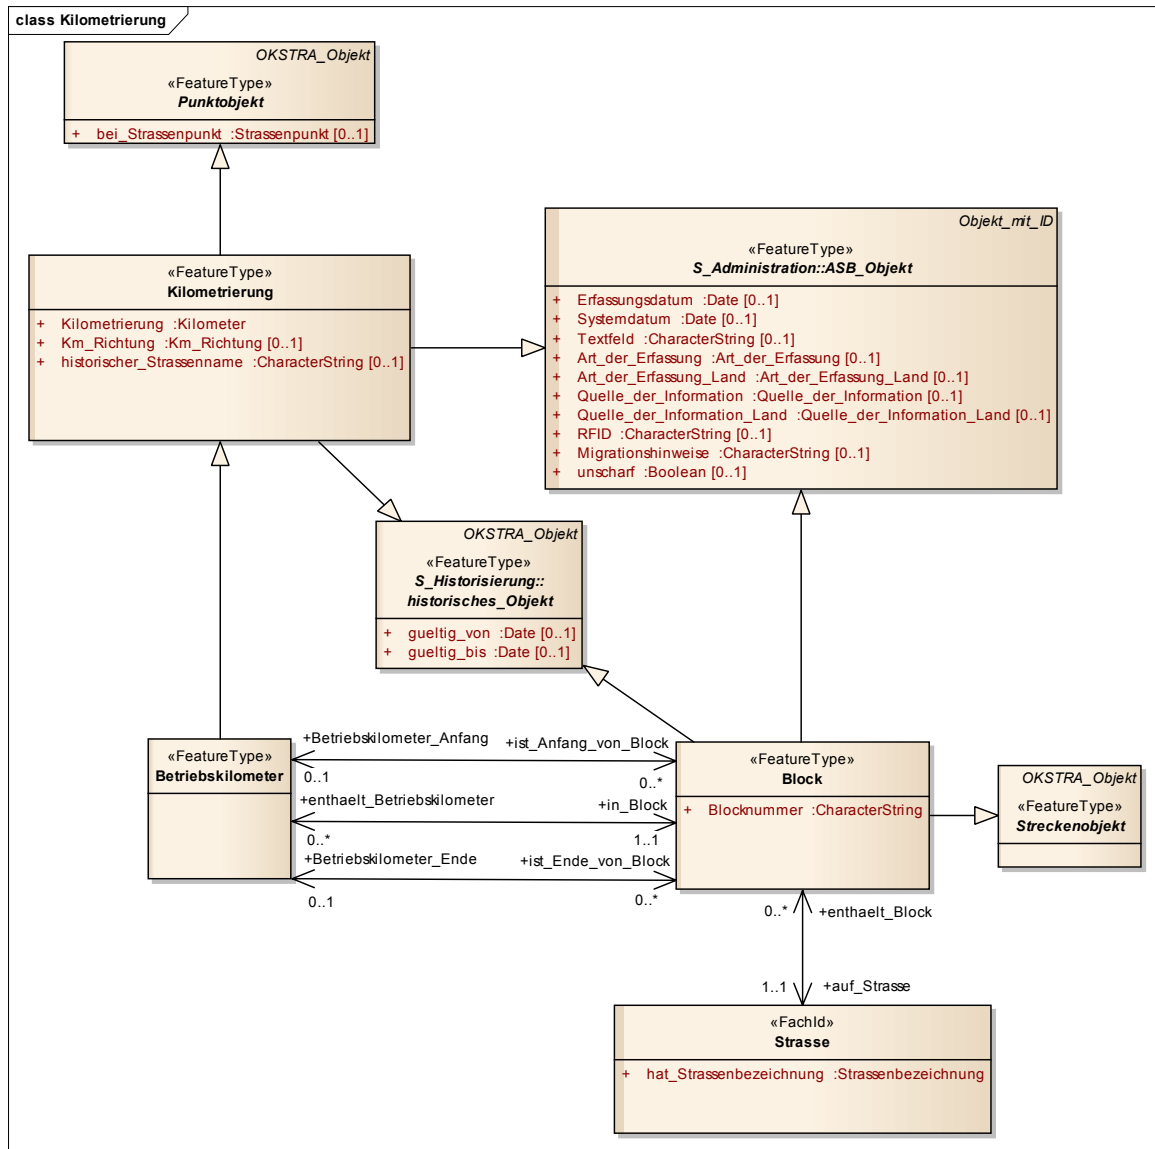 class Kilometrierung
OKSTRA_Objekt
«FeatureType»
Punktobjekt
+ bei_Strassenpunkt :Strassenpunkt [0..1]
Objekt_mit_ID
«FeatureType»
S_Administration::ASB_Objekt
+ Erfassungsdatum :Date [0..1]
+ Systemdatum :Date [0..1]
+ Textfeld :CharacterString [0..1]
+ Art_der_Erfassung :Art_der_Erfassung [0..1]
+ Art_der_Erfassung_Land :Art_der_Erfassung_Land [0..1]
+ Quelle_der_Information :Quelle_der_Information [0..1]
+ Quelle_der_Information_Land :Quelle_der_Information_Land [0..1]
+ RFID :CharacterString [0..1]
+ Migrationshinweise :CharacterString [0..1]
+ unscharf :Boolean [0..1]
«FeatureType»
Kilometrierung
+ Kilometrierung :Kilometer
+ Km_Richtung :Km_Richtung [0..1]
+ historischer_Strassenname :CharacterString [0..1]
OKSTRA_Objekt
«FeatureType»
S_Historisierung::
historisches_Objekt
+ gueltig_von :Date [0..1]
+ gueltig_bis :Date [0..1]
«FeatureType»
Betriebskilometer
+Betriebskilometer_Anfang
+ist_Anfang_von_Block
0..1
0..*
+enthaelt_Betriebskilometer
+in_Block
0..*
1..1
+Betriebskilometer_Ende
+ist_Ende_von_Block
0..1
0..*
«FeatureType»
Block
+ Blocknummer :CharacterString
OKSTRA_Objekt
«FeatureType»
Streckenobjekt
0..*
+enthaelt_Block
1..1
+auf_Strasse
«FachId»
Strasse
+ hat_Strassenbezeichnung :Strassenbezeichnung